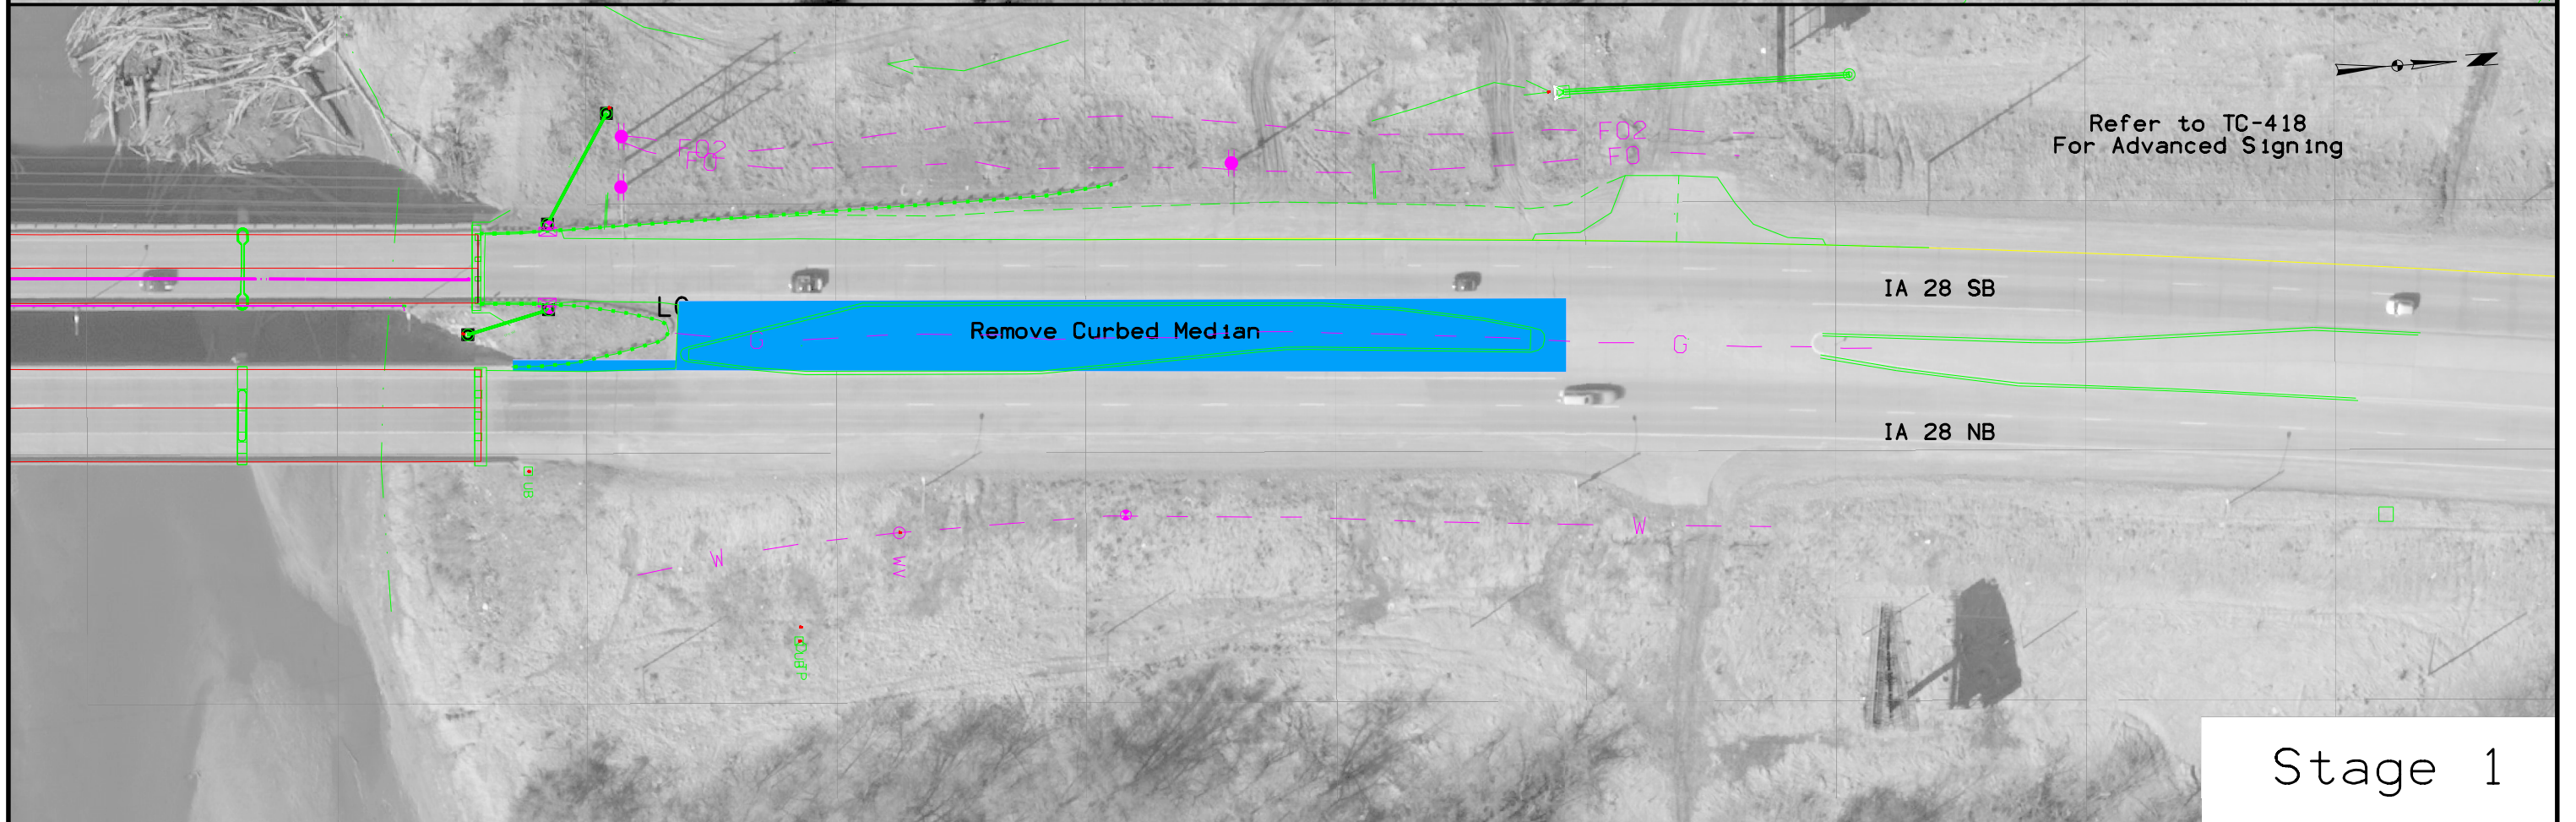 Refer to TC-418
For Advanced Signing
FO2
FO
FO2
FO
IA 28 SB
Remove Curbed Median
G
G
IA 28 NB
UB
W
W
WV
Stage 1